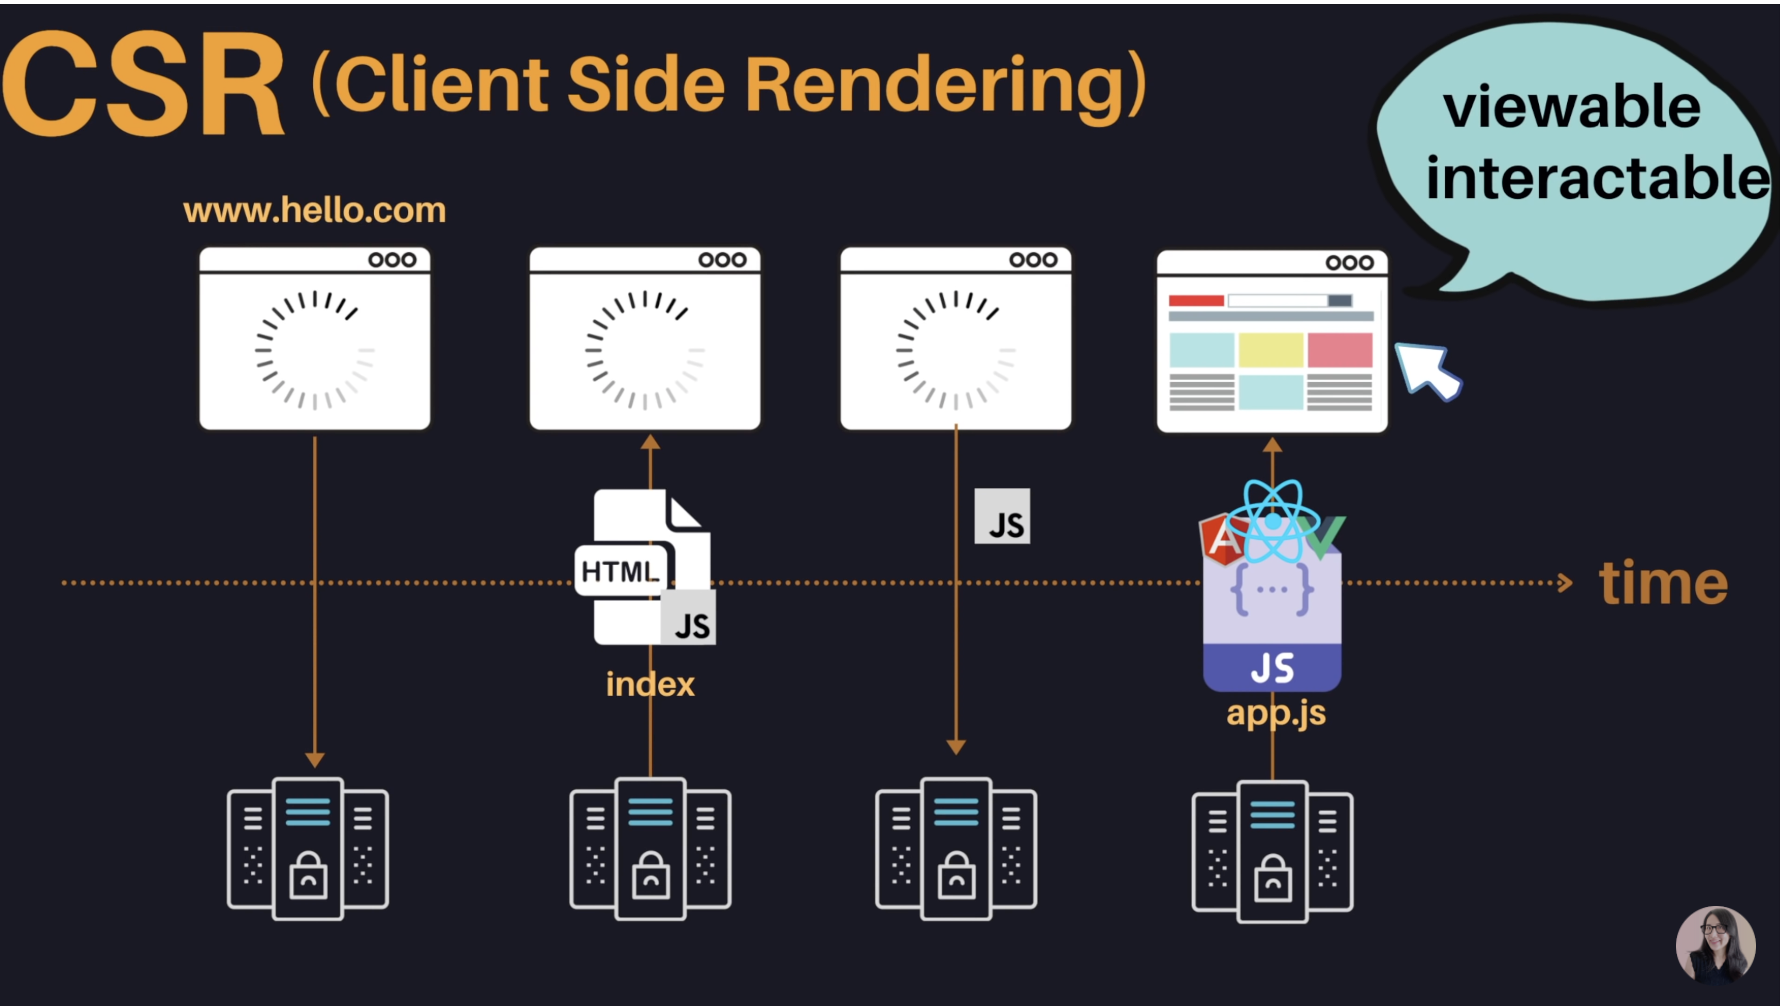 CSR (Client Side Rendering)
viewable
interactable
www.hello.com
HTML
JS
index
JS
A
{...}
JS
app.js
time